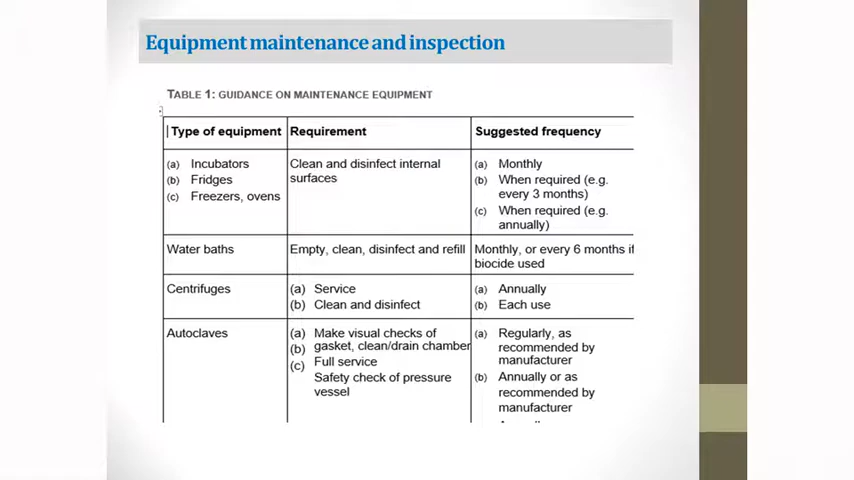 Equipment maintenance and inspection
TABLE 1: GUIDANCE ON MAINTENANCE EQUIPMENT
Type of equipment Requirement Suggested frequency
(a) Incubators
(b) Fridges
(c) Freezers, ovens
Clean and disinfect internal
surfaces
(a) Monthly
(b) When required (e.g.
every 3 months)
(c) When required (e.g.
annually)
Water baths
Empty, clean, disinfect and refill
Monthly, or every 6 months if
biocide used
Centrifuges
(a) Service
(b) Clean and disinfect
(a) Annually
(b) Each use
Autoclaves
(a) Make visual checks of
(b) gasket, clean/drain chamber
(c) Full service
Safety check of pressure
vessel
(a) Regularly, as
recommended by
manufacturer
(b) Annually or as
recommended by
manufacturer